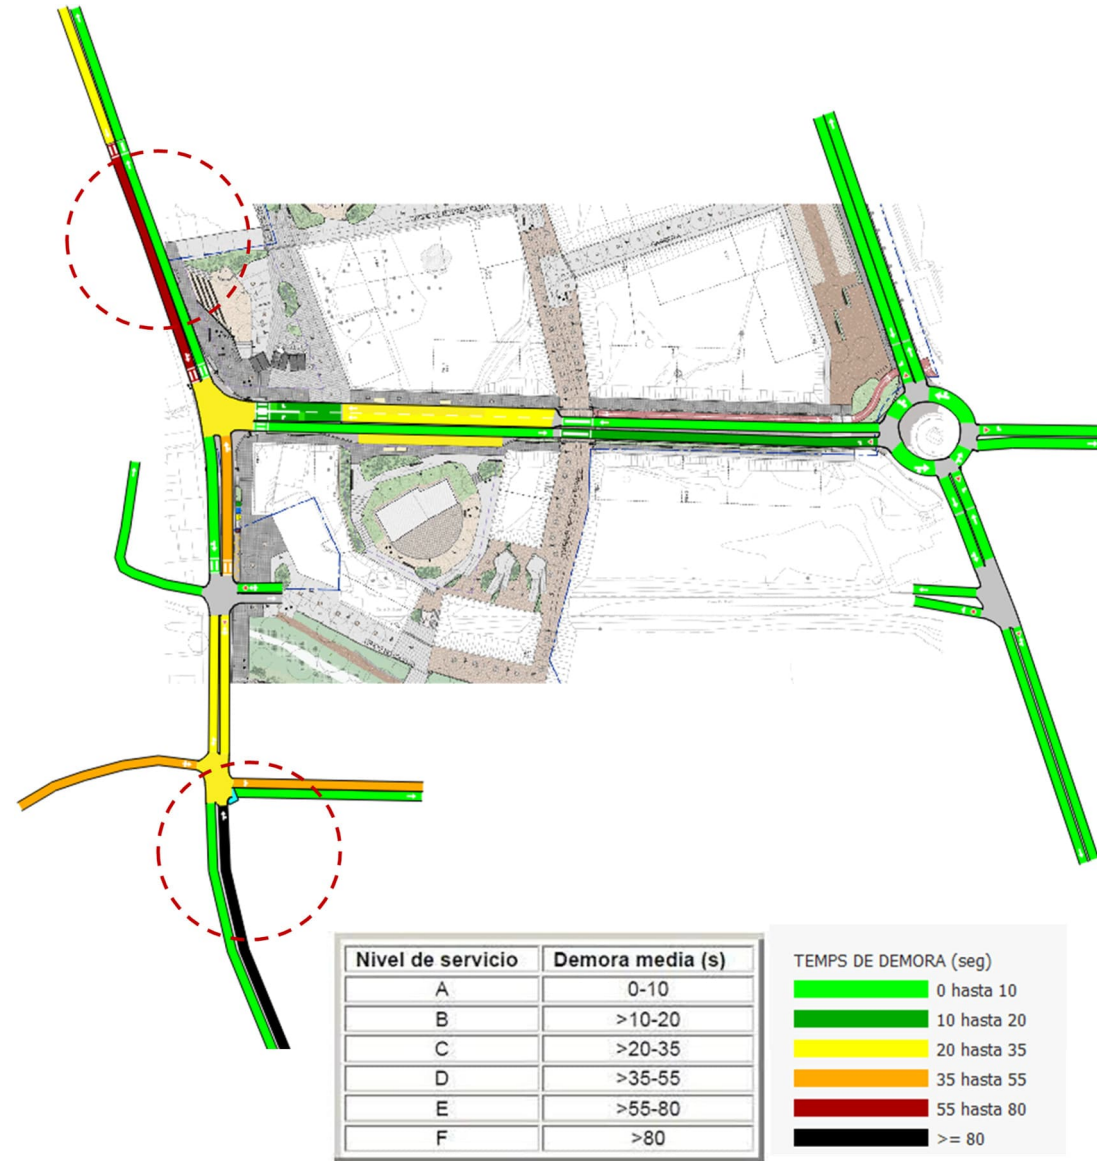 Nivel de servicio Demora media (s)
A 0-10
B >10-20
C >20-35
D >35-55
E >55-80
F >80
TEMPS DE DEMORA (seg)
0 hasta 10
10 hasta 20
20 hasta 35
35 hasta 55
55 hasta 80
>= 80